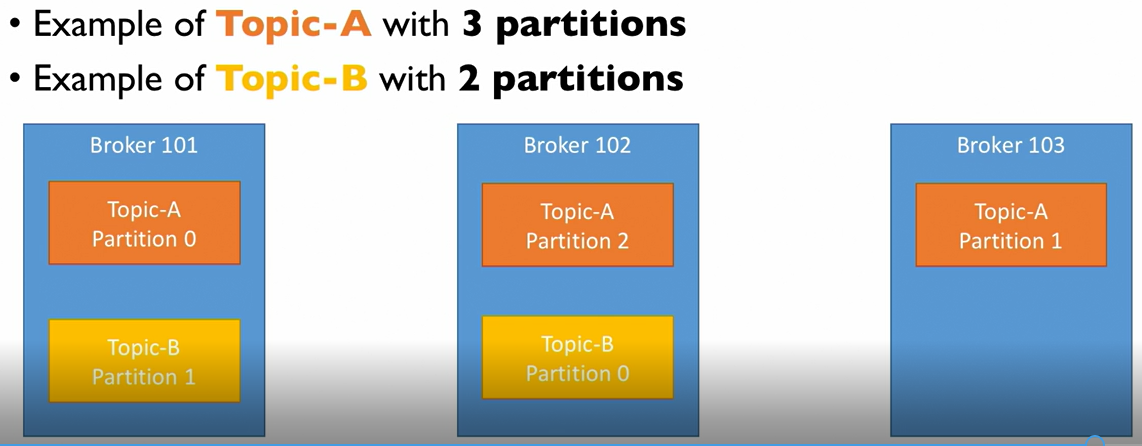 • Example of Topic-A with 3 partitions
• Example of Topic-B with 2 partitions
Broker 101
Topic-A
Partition 0
Topic-B
Partition 1
Broker 102
Topic-A
Partition 2
Topic-B
Partition 0
Broker 103
Topic-A
Partition 1